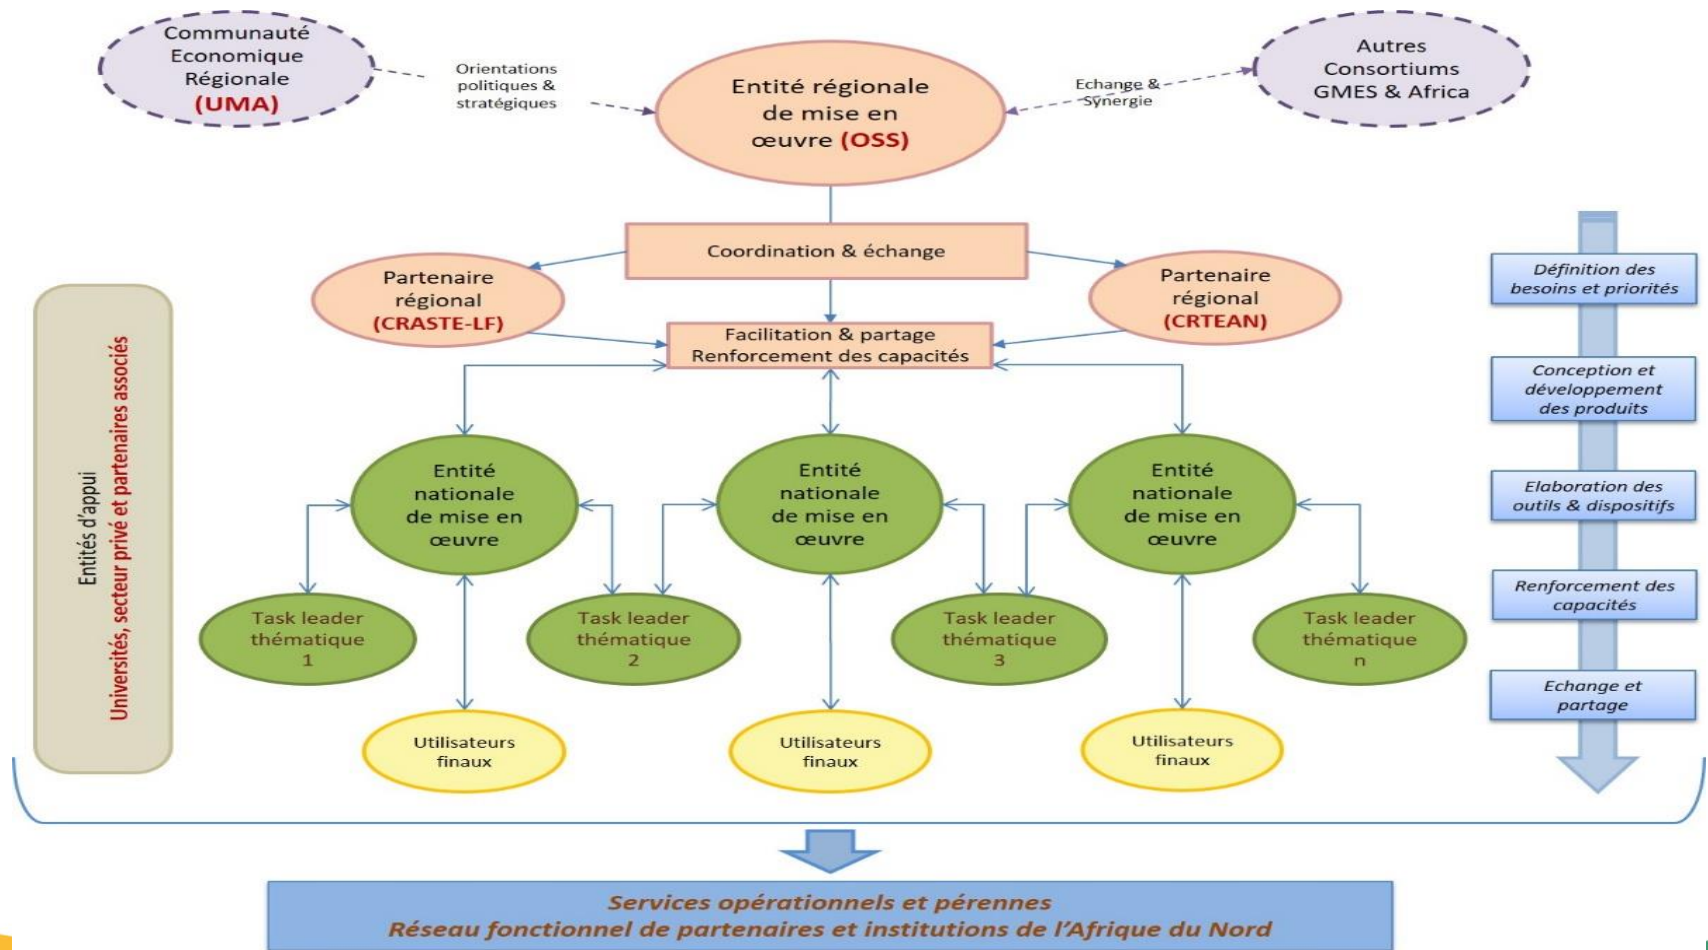 Communauté
Economique
Régionale
(UMA)
Orientations
politiques &
stratégiques
Entité régionale
de mise en
œuvre (OSS)
Echange &
Synergie
Autres
Consortiums
GMES & Africa
Coordination & échange
Partenaire
régional
(CRASTE-LF)
Partenaire
régional
(CRTEAN)
Facilitation & partage
Renforcement des capacités
Entité
nationale
de mise en
œuvre
Entité
nationale
de mise en
œuvre
Entité
nationale
de mise en
œuvre
Task leader
thématique
1
Task leader
thématique
2
Task leader
thématique
3
Task leader
thématique
n
Utilisateurs
finaux
Utilisateurs
finaux
Utilisateurs
finaux
Entités d'appui
Universités, secteur privé et partenaires associés
Définition des
besoins et priorités
Conception et
développement
des produits
Elaboration des
outils & dispositifs
Renforcement des
capacités
Echange et
partage
Services opérationnels et pérennes
Réseau fonctionnel de partenaires et institutions de l'Afrique du Nord